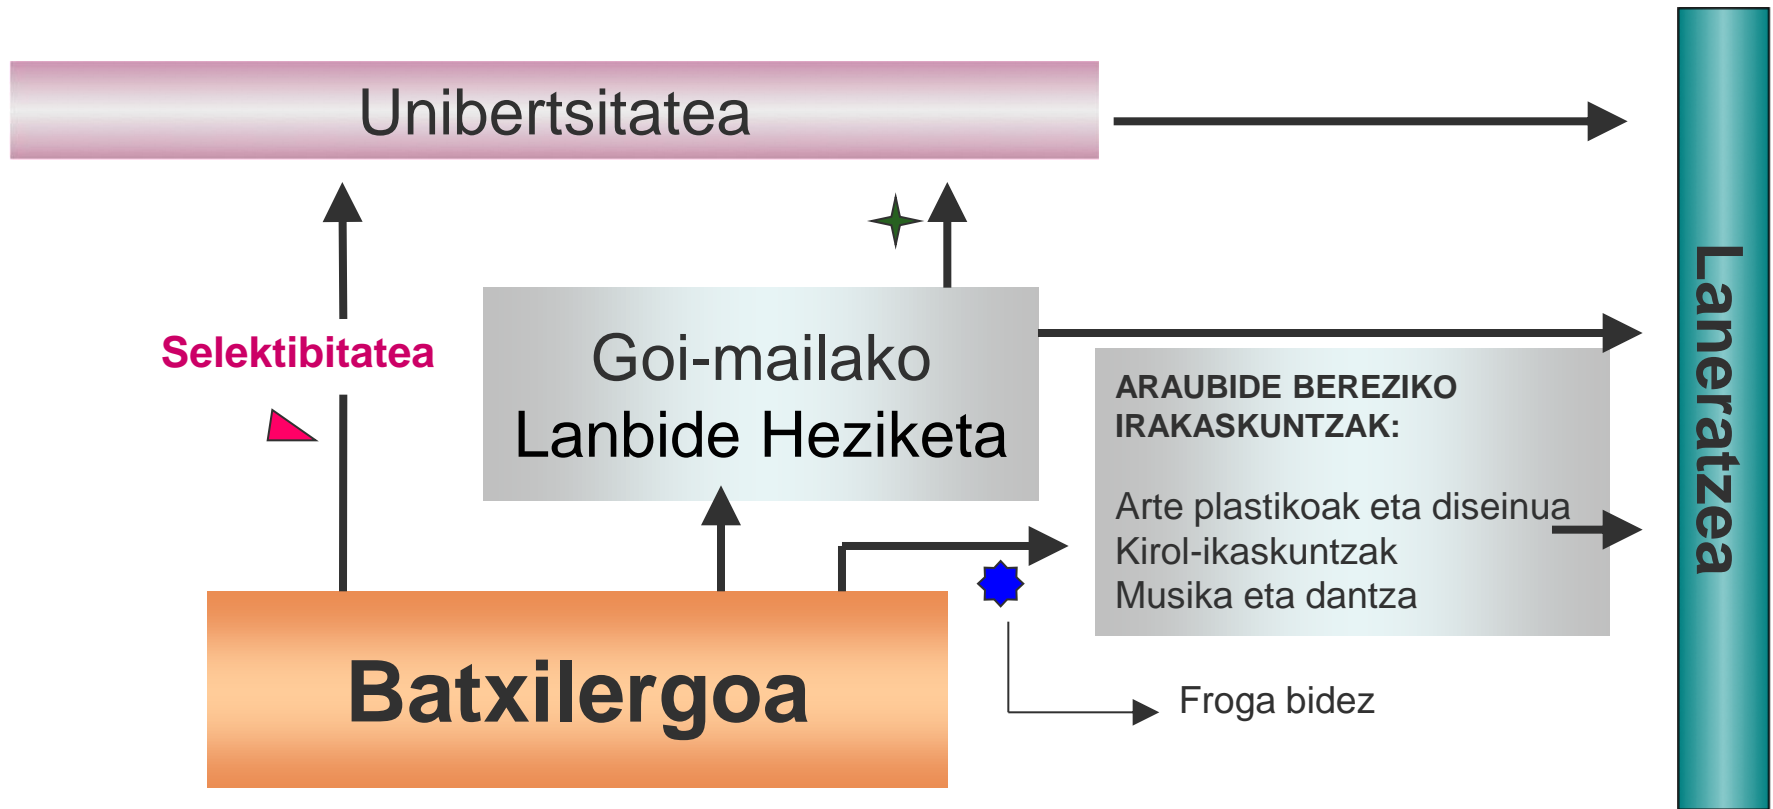 Unibertsitatea
Selektibitatea
Goi-mailako
Lanbide Heziketa
ARAUBIDE BEREZIKO
IRAKASKUNTZAK:
Arte plastikoak eta diseinua
Kirol-ikaskuntzak
Musika eta dantza
Batxilergoa
Froga bidez
Laneratzea